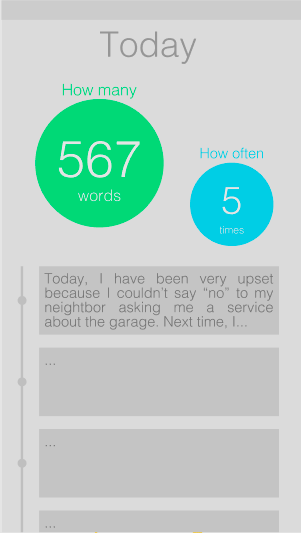 Today
How many
567
words
How often
5
times
Today, I have been very upset
because I couldn't say “no” to my
neightbor asking me a service
about the garage. Next time, I...
...
...
...